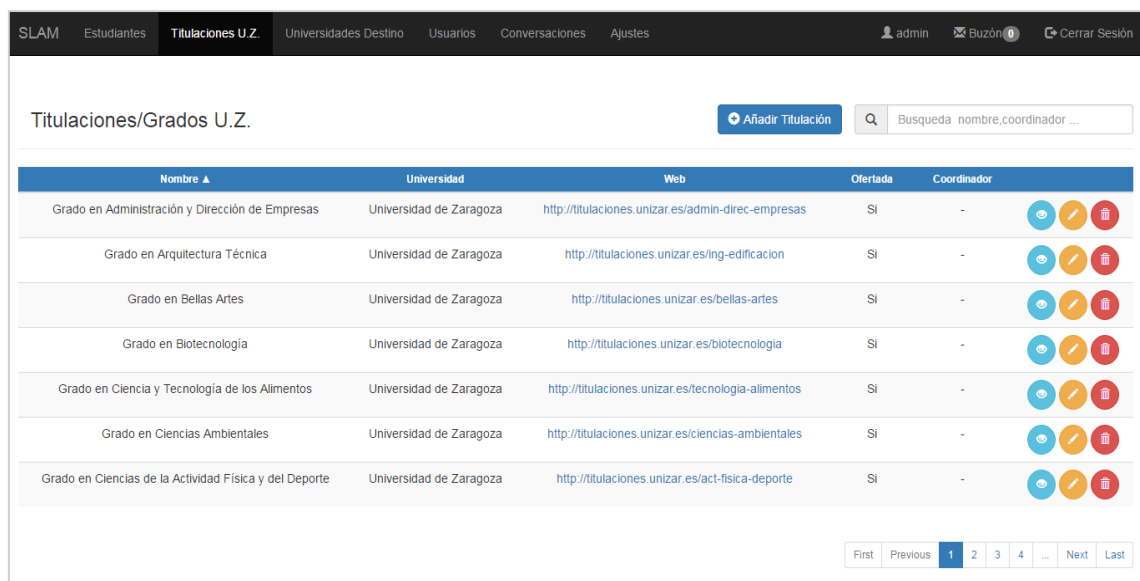 SLAM Estudiantes Titulaciones U.Z. Universidades Destino Usuarios Conversaciones Ajustes admin Buzón 0 Cerrar Sesión
Titulaciones/Grados U.Z. Añadir Titulación Busqueda nombre,coordinador ...
Nombre ▲ Universidad Web Ofertada Coordinador
Grado en Administración y Dirección de Empresas Universidad de Zaragoza http://titulaciones.unizar.es/admin-direc-empresas Si -
Grado en Arquitectura Técnica Universidad de Zaragoza http://titulaciones.unizar.es/ing-edificacion Si -
Grado en Bellas Artes Universidad de Zaragoza http://titulaciones.unizar.es/bellas-artes Si -
Grado en Biotecnología Universidad de Zaragoza http://titulaciones.unizar.es/biotecnologia Si -
Grado en Ciencia y Tecnología de los Alimentos Universidad de Zaragoza http://titulaciones.unizar.es/tecnologia-alimentos Si -
Grado en Ciencias Ambientales Universidad de Zaragoza http://titulaciones.unizar.es/ciencias-ambientales Si -
Grado en Ciencias de la Actividad Física y del Deporte Universidad de Zaragoza http://titulaciones.unizar.es/act-fisica-deporte Si -
First Previous 1 2 3 4 ... Next Last